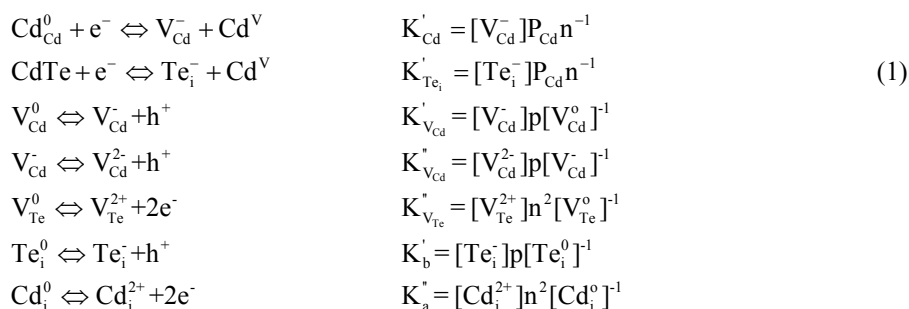 Cd⁰_Cd + e⁻ ⇔ V⁻_Cd + Cd^V K'_Cd = [V⁻_Cd]P_Cd n⁻¹
CdTe + e⁻ ⇔ Te⁻_i + Cd^V K'_Te_i = [Te⁻_i]P_Cd n⁻¹ (1)
V⁰_Cd ⇔ V⁻_Cd +h⁺ K'_V_Cd = [V⁻_Cd]p[V^o_Cd]⁻¹
V⁻_Cd ⇔ V²⁻_Cd +h⁺ K"_V_Cd = [V²⁻_Cd]p[V⁻_Cd]⁻¹
V⁰_Te ⇔ V²⁺_Te +2e⁻ K"_V_Te = [V²⁺_Te]n²[V^o_Te]⁻¹
Te⁰_i ⇔ Te⁻_i +h⁺ K'_b = [Te⁻_i]p[Te⁰_i]⁻¹
Cd⁰_i ⇔ Cd²⁺_i +2e⁻ K"_a = [Cd²⁺_i]n²[Cd^o_i]⁻¹